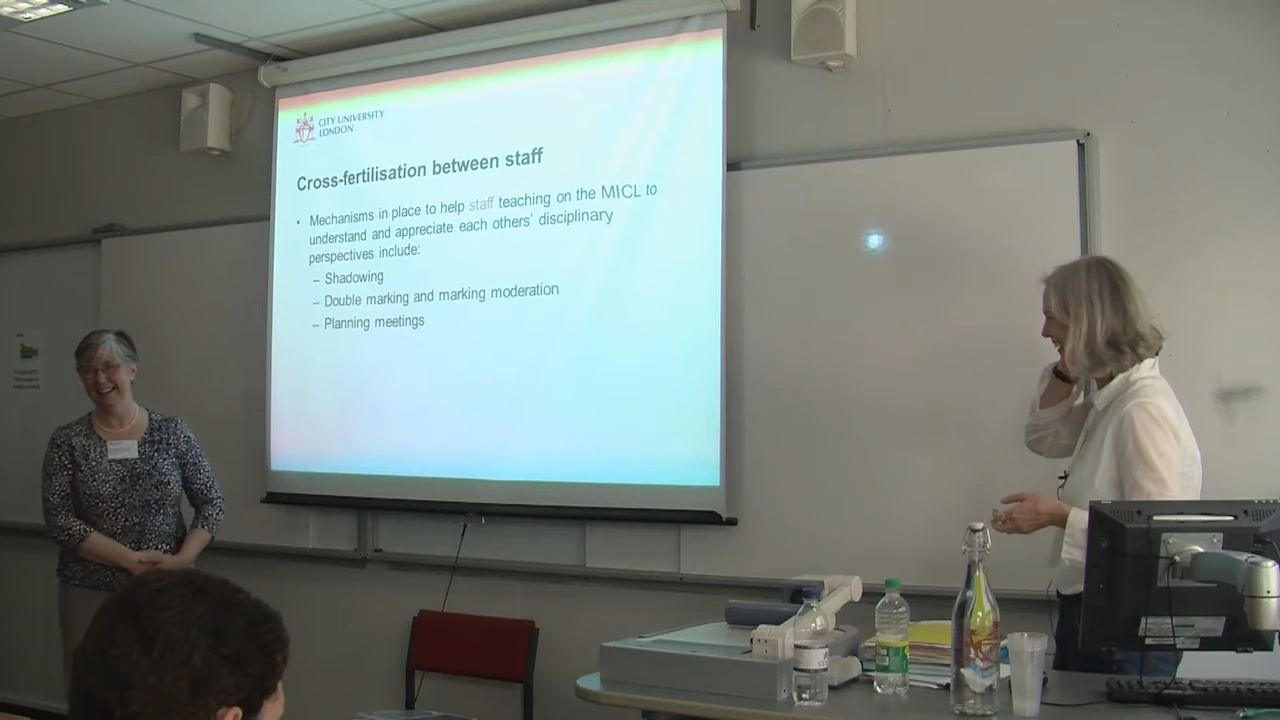 CITY UNIVERSITY
LONDON
Cross-fertilisation between staff
• Mechanisms in place to help staff teaching on the MICL to
understand and appreciate each others' disciplinary
perspectives include:
– Shadowing
– Double marking and marking moderation
– Planning meetings